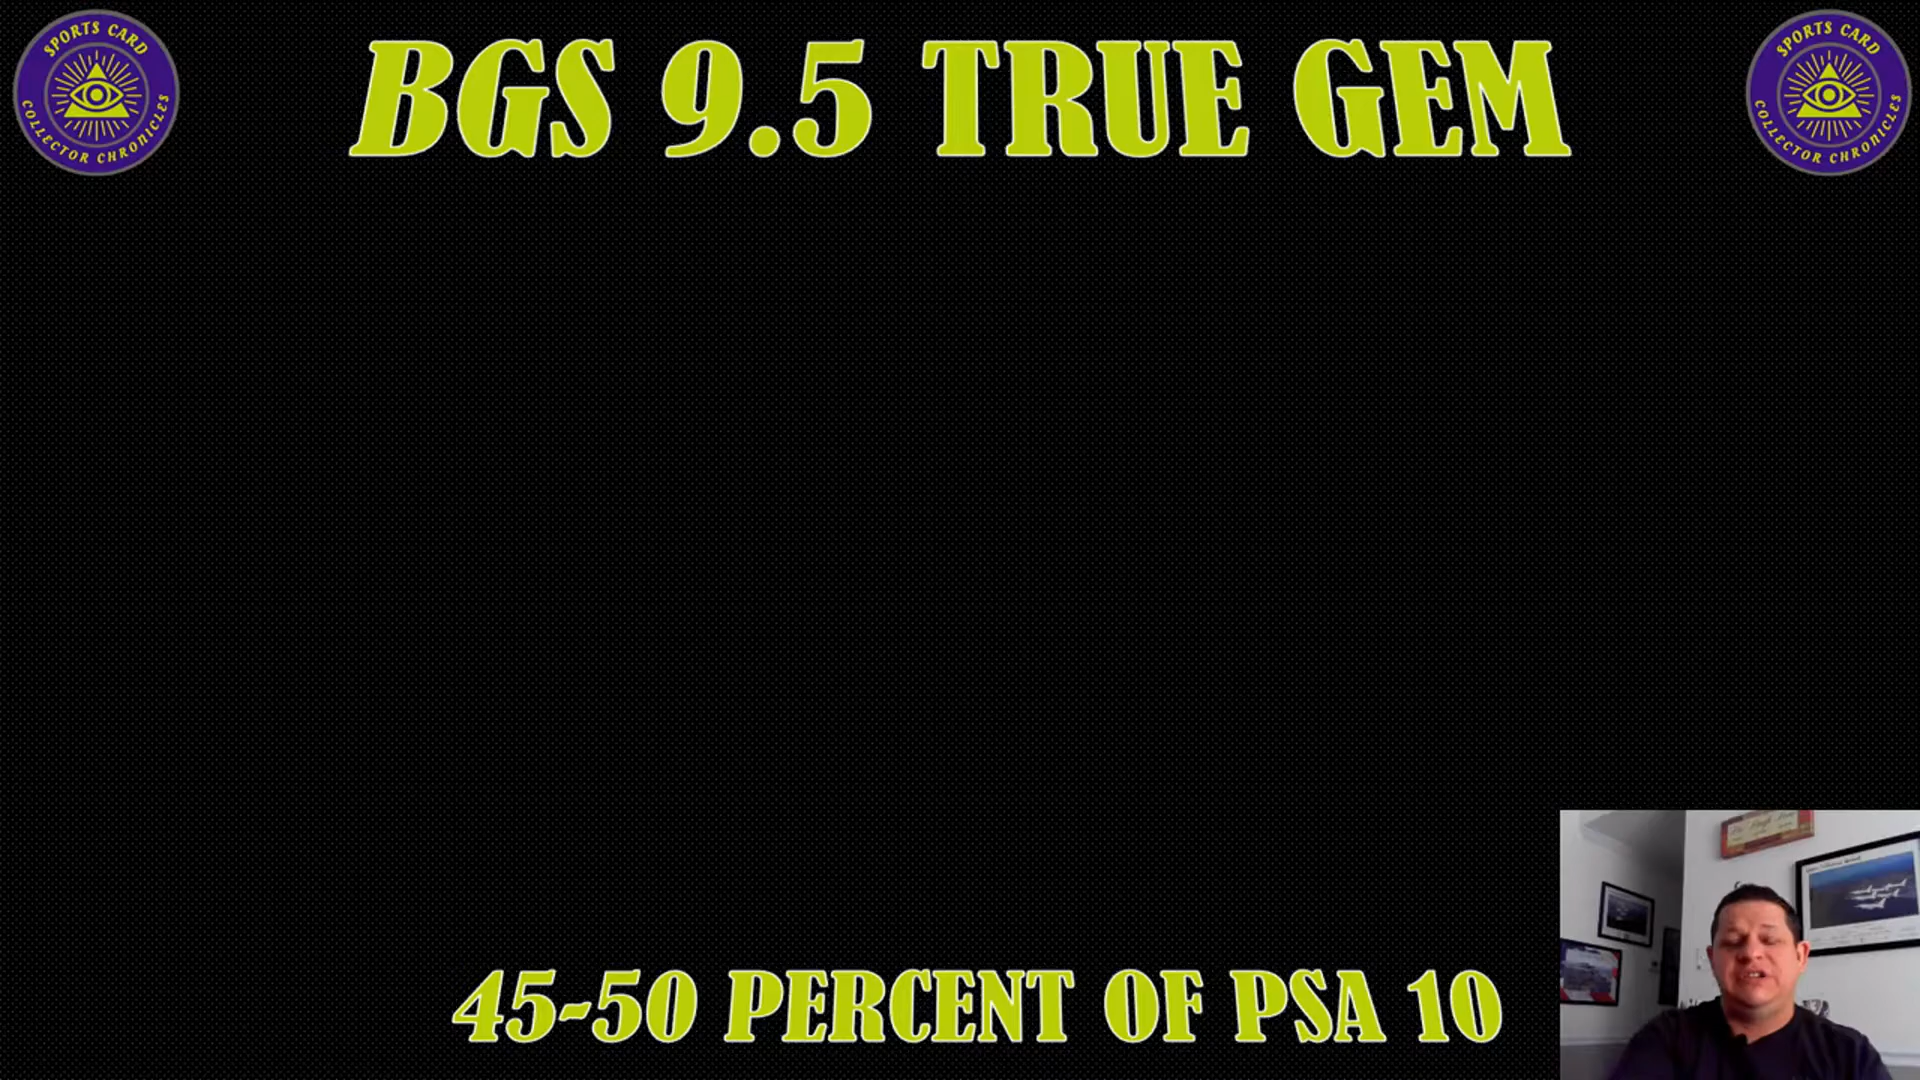 SPORTS CARD
COLLECTOR CHRONICLES
BGS 9.5 TRUE GEM
SPORTS CARD
COLLECTOR CHRONICLES
45-50 PERCENT OF PSA 10